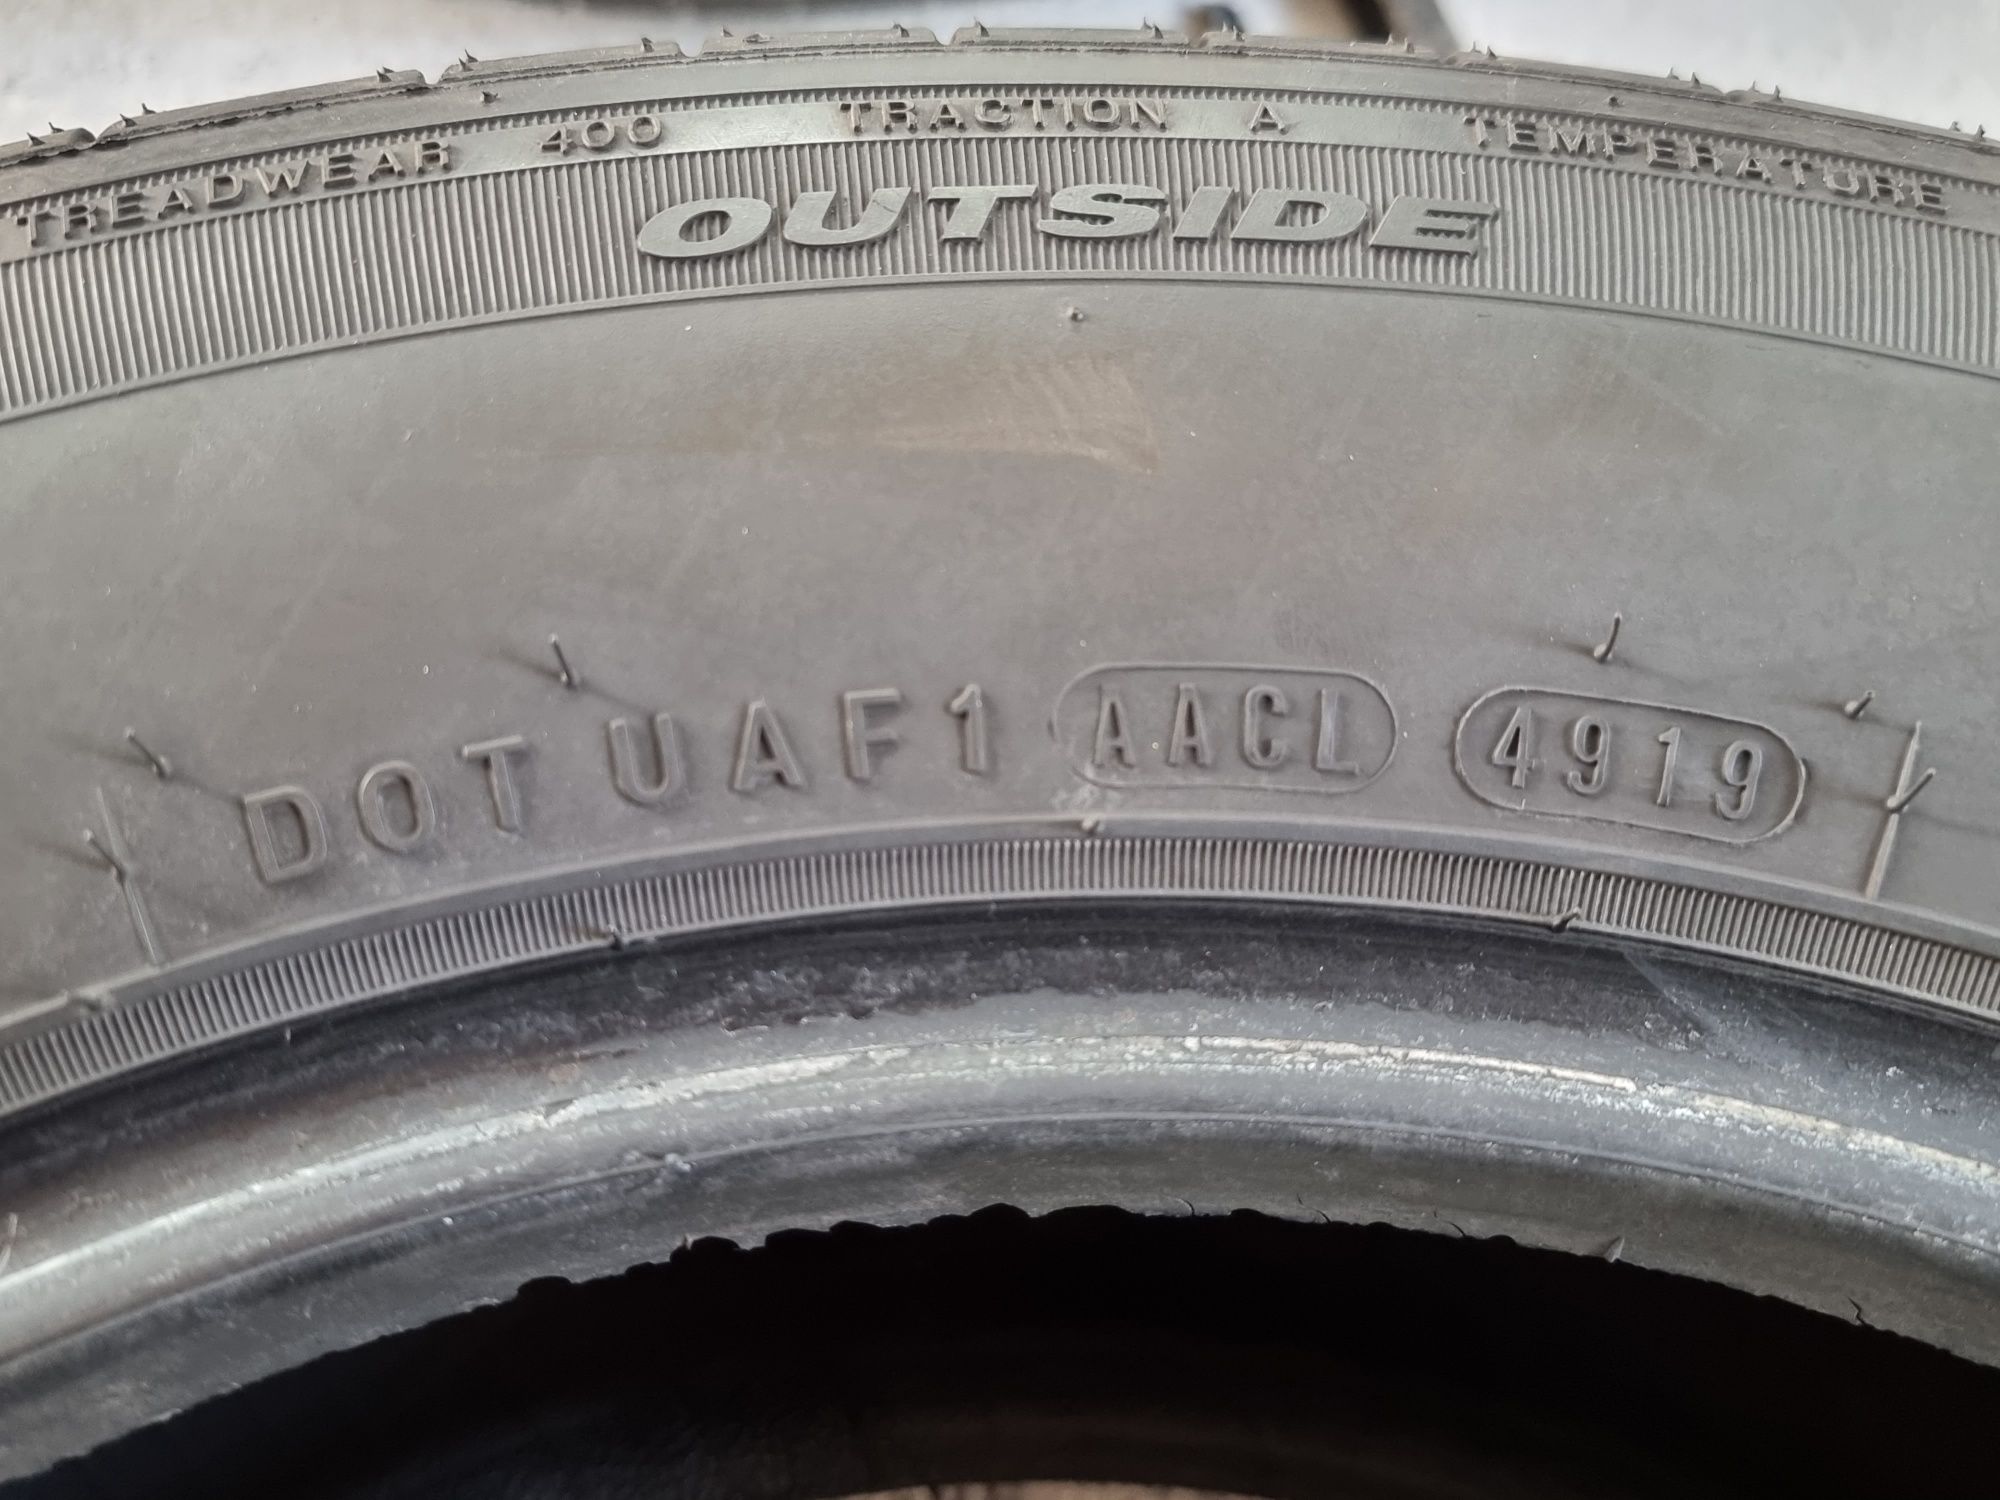 TREADWEAR 400 TRACTION A TEMPERATURE
OUTSIDE
DOT UAF1 AACL 4919